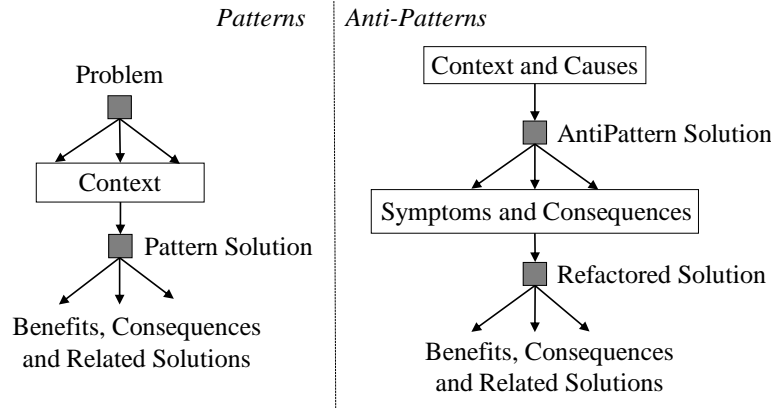 Patterns
Problem
Context
Pattern Solution
Benefits, Consequences
and Related Solutions
Anti-Patterns
Context and Causes
AntiPattern Solution
Symptoms and Consequences
Refactored Solution
Benefits, Consequences
and Related Solutions